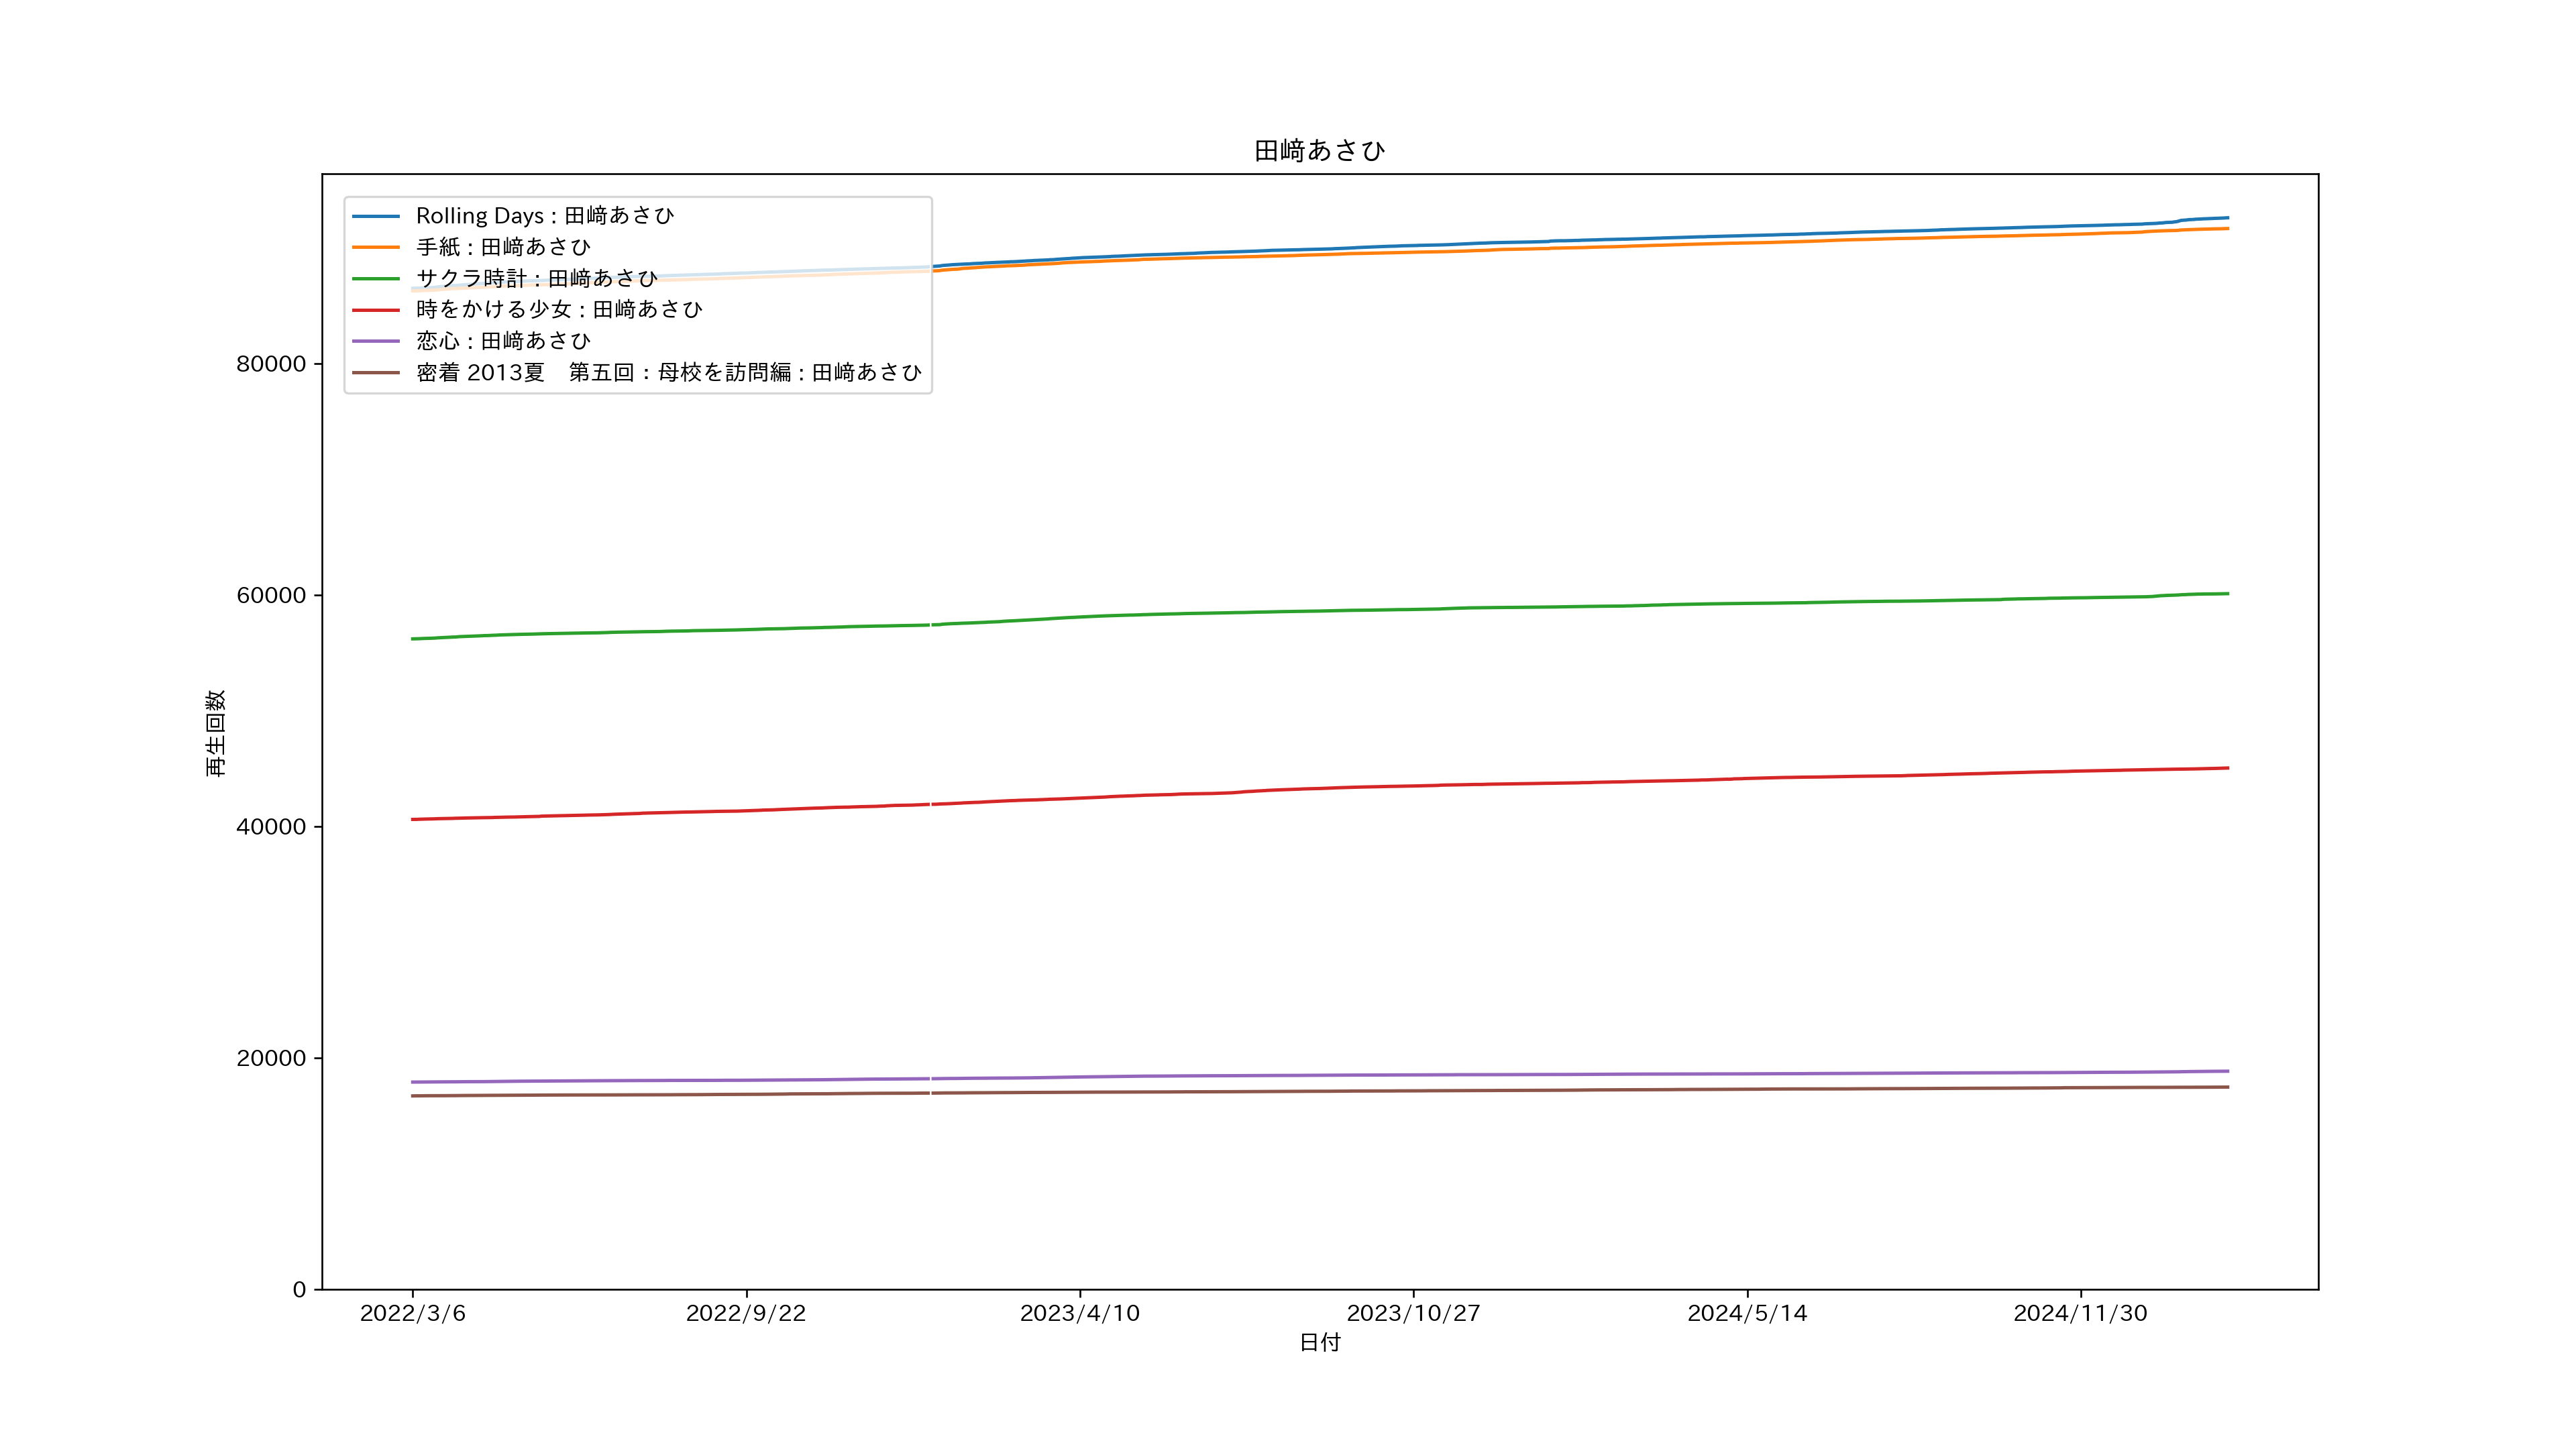 田﨑あさひ
Rolling Days : 田﨑あさひ
手紙 : 田﨑あさひ
サクラ時計 : 田﨑あさひ
時をかける少女 : 田﨑あさひ
恋心 : 田﨑あさひ
密着 2013夏　第五回：母校を訪問編 : 田﨑あさひ
再生回数
80000
60000
40000
20000
0
2022/3/6
2022/9/22
2023/4/10
2023/10/27
2024/5/14
2024/11/30
日付